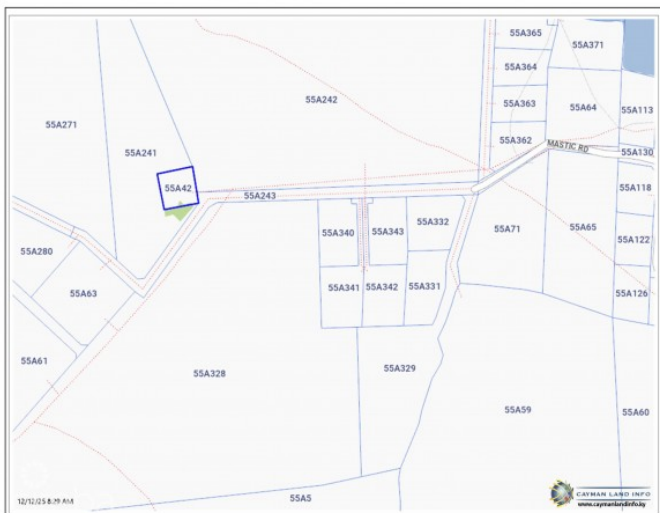 55A365
55A371
55A364
55A242
55A271
55A363
55A64
55A113
55A241
55A362
MASTIC RD
55A130
55A42
55A118
55A243
55A340
55A343
55A332
55A71
55A65
55A122
55A280
55A63
55A341
55A342
55A331
55A126
55A61
55A328
55A329
55A59
55A60
55A5
12/12/25 8:29 AM
CAYMAN LAND INFO
www.caymanlandinfo.ky